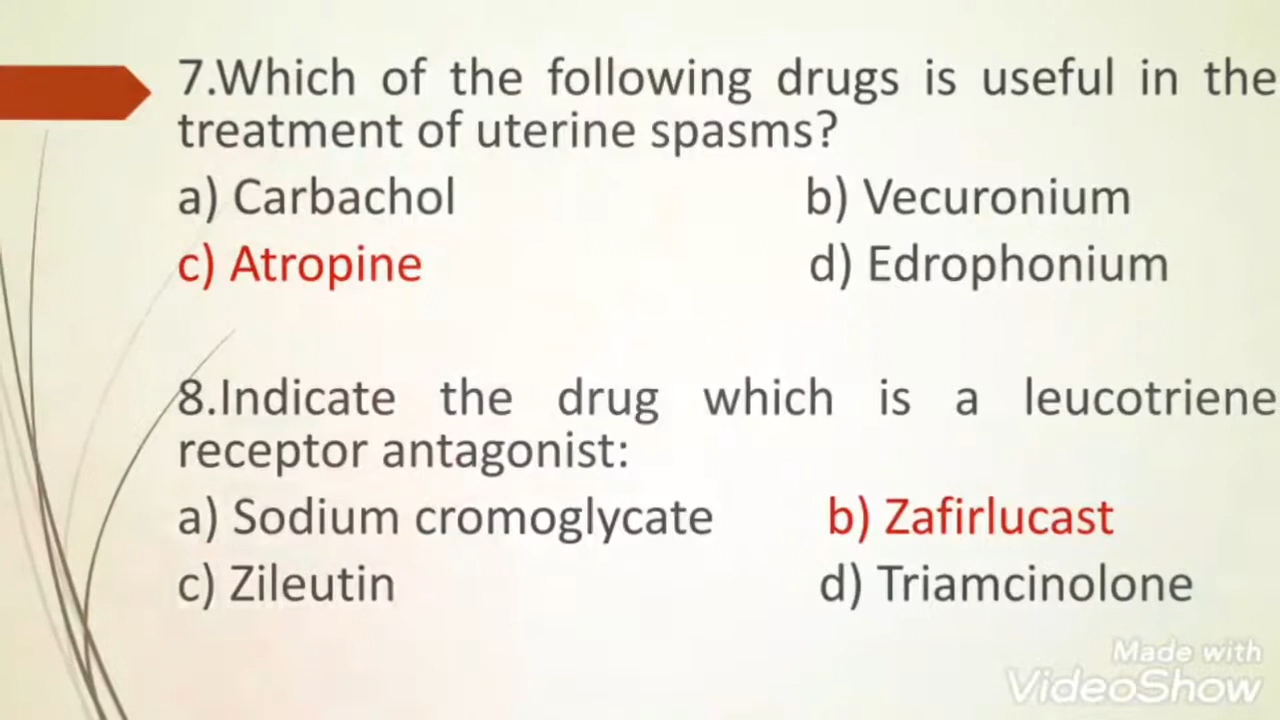 7.Which of the following drugs is useful in the
treatment of uterine spasms?
a) Carbachol b) Vecuronium
c) Atropine d) Edrophonium
8.Indicate the drug which is a leucotriene
receptor antagonist:
a) Sodium cromoglycate b) Zafirlucast
c) Zileutin d) Triamcinolone
Made with
VideoShow